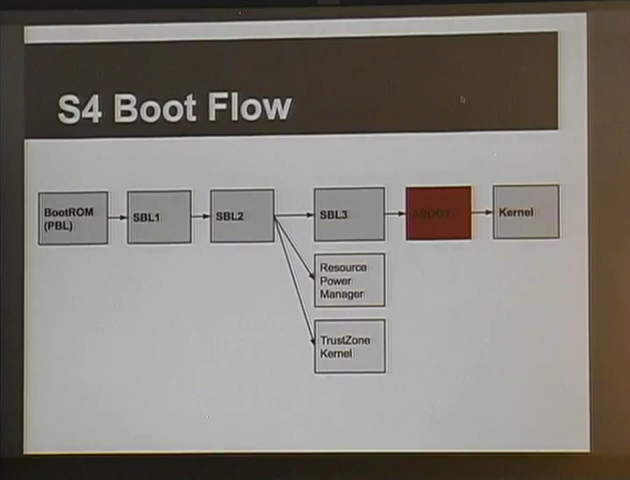 S4 Boot Flow
BootROM
(PBL)
SBL1
SBL2
SBL3
ABOOT
Kernel
Resource
Power
Manager
TrustZone
Kernel